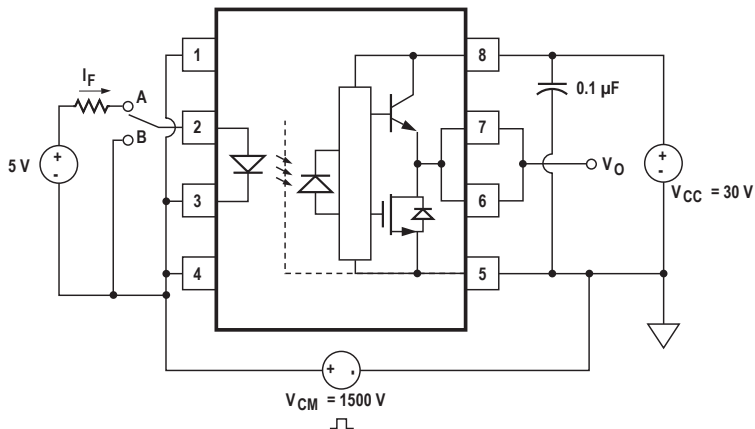 I F
A
B
5 V
+
-
1
2
3
4
8
7
6
5
0.1 µF
V O
+
-
V CC = 30 V
+ -
V CM = 1500 V